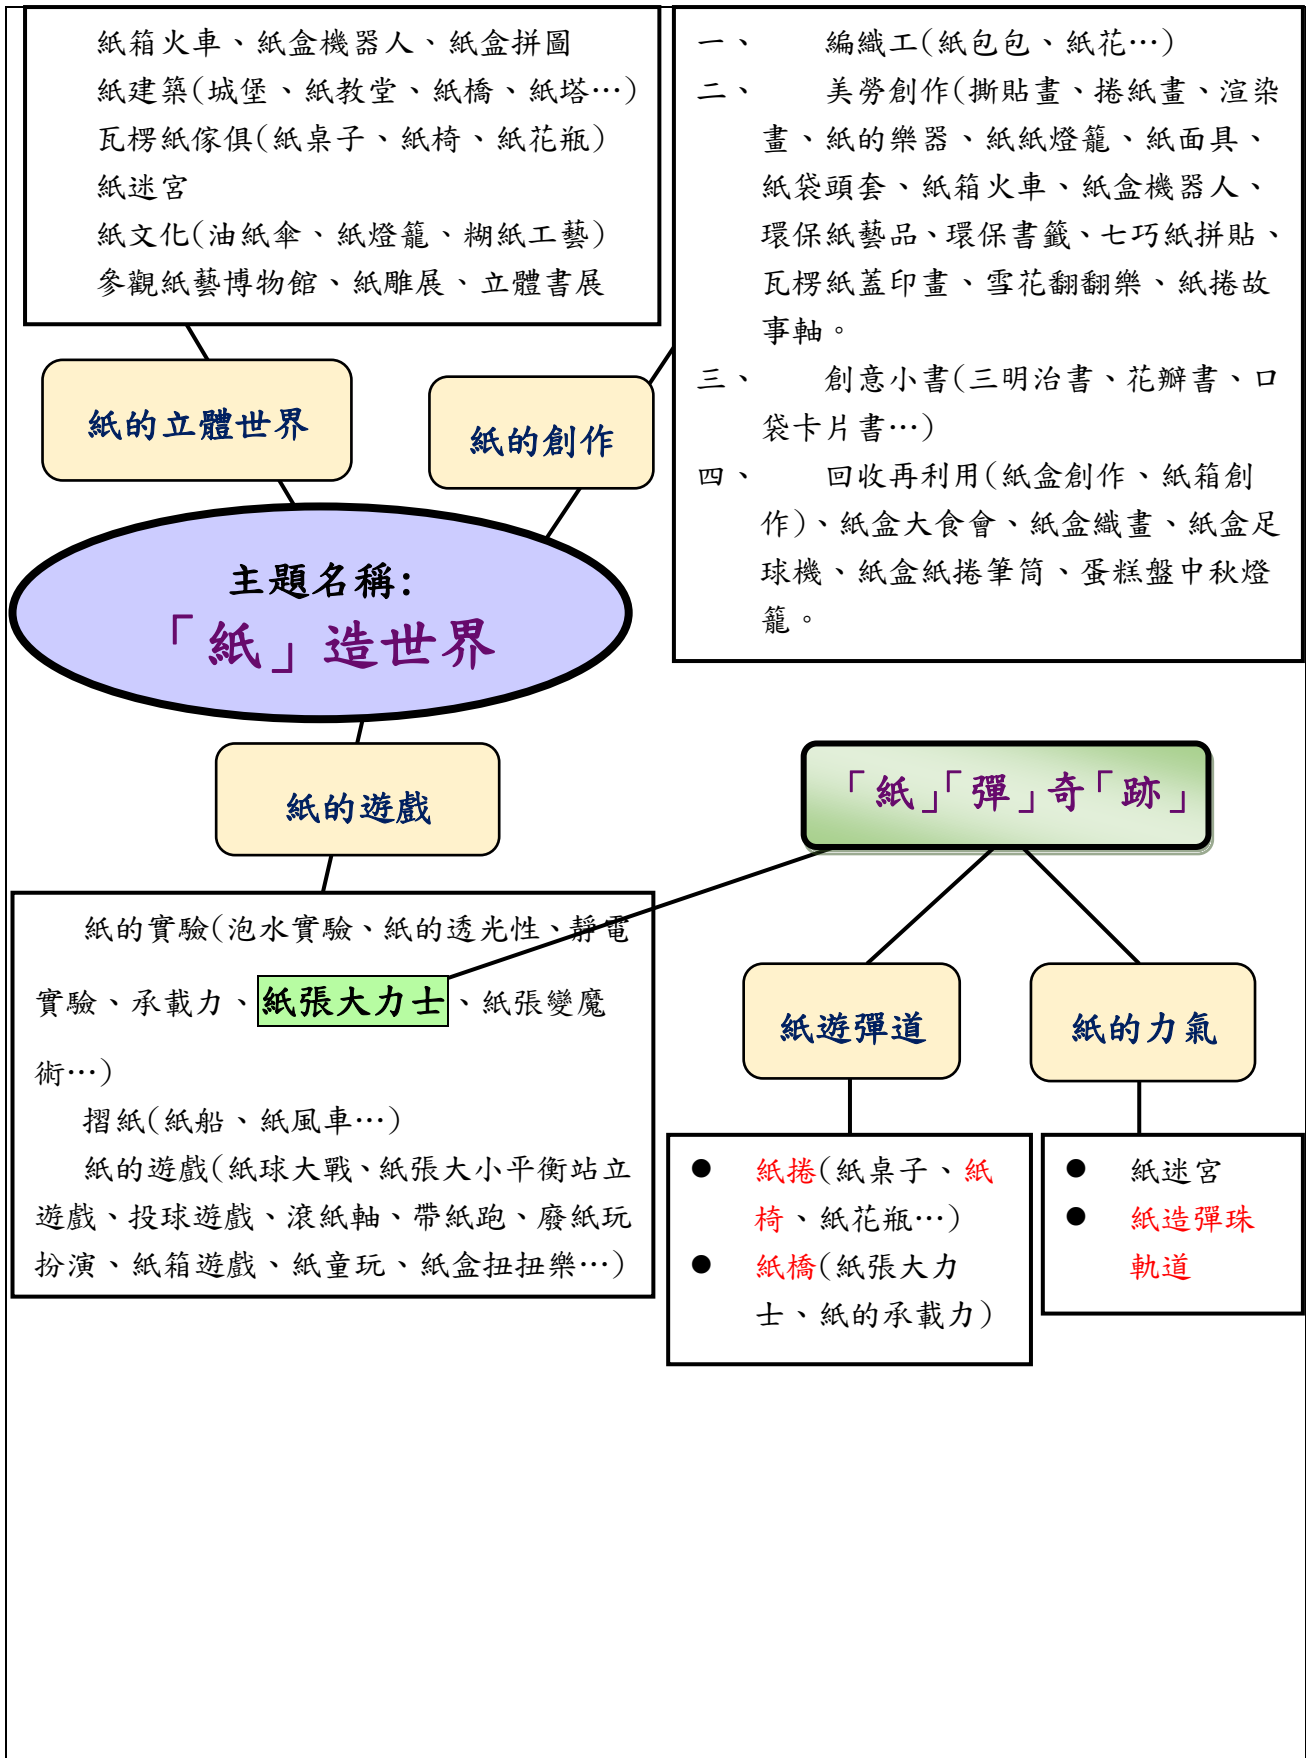 紙箱火車、紙盒機器人、紙盒拼圖
紙建築(城堡、紙教堂、紙橋、紙塔…)
瓦楞紙傢俱(紙桌子、紙椅、紙花瓶)
紙迷宮
紙文化(油紙傘、紙燈籠、糊紙工藝)
參觀紙藝博物館、紙雕展、立體書展
一、 編織工(紙包包、紙花…)
二、 美勞創作(撕貼畫、捲紙畫、渲染
畫、紙的樂器、紙紙燈籠、紙面具、
紙袋頭套、紙箱火車、紙盒機器人、
環保紙藝品、環保書籤、七巧紙拼貼、
瓦楞紙蓋印畫、雪花翻翻樂、紙捲故
事軸。
三、 創意小書(三明治書、花瓣書、口
袋卡片書…)
四、 回收再利用(紙盒創作、紙箱創
作)、紙盒大食會、紙盒織畫、紙盒足
球機、紙盒紙捲筆筒、蛋糕盤中秋燈
籠。
紙的立體世界
紙的創作
主題名稱:
「紙」造世界
紙的遊戲
紙的實驗(泡水實驗、紙的透光性、靜電
實驗、承載力、紙張大力士、紙張變魔
術…)
摺紙(紙船、紙風車…)
紙的遊戲(紙球大戰、紙張大小平衡站立
遊戲、投球遊戲、滾紙軸、帶紙跑、廢紙玩
扮演、紙箱遊戲、紙童玩、紙盒扭扭樂…)
「紙」「彈」奇「跡」
紙遊彈道
紙的力氣
● 紙捲(紙桌子、紙
椅、紙花瓶…)
● 紙橋(紙張大力
士、紙的承載力)
● 紙迷宮
● 紙造彈珠
軌道